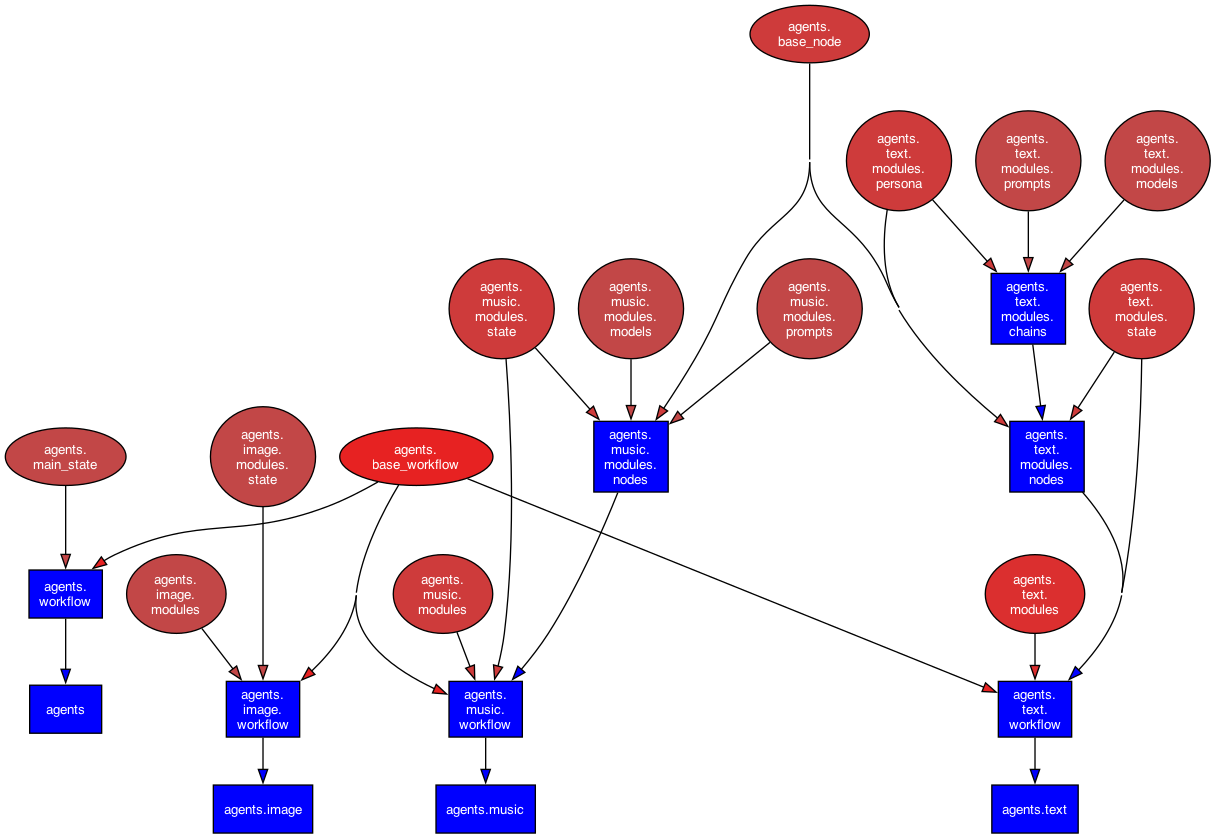 agents.
base_node
agents.
text.
modules.
persona
agents.
text.
modules.
prompts
agents.
text.
modules.
models
agents.
music.
modules.
state
agents.
music.
modules.
models
agents.
music.
modules.
prompts
agents.
text.
modules.
chains
agents.
text.
modules.
state
agents.
main_state
agents.
image.
modules.
state
agents.
base_workflow
agents.
music.
modules.
nodes
agents.
text.
modules.
nodes
agents.
workflow
agents.
image.
modules
agents.
music.
modules
agents.
text.
modules
agents
agents.
image.
workflow
agents.
music.
workflow
agents.
text.
workflow
agents.image
agents.music
agents.text